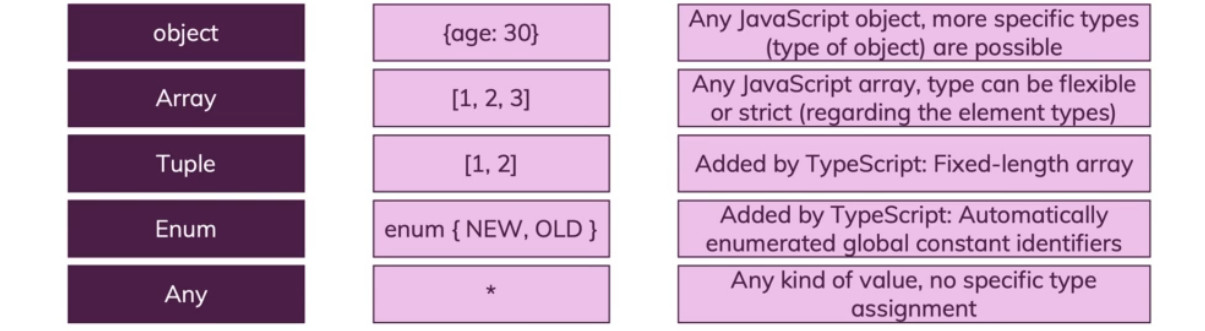 object
{age: 30}
Any JavaScript object, more specific types
(type of object) are possible
Array
[1, 2, 3]
Any JavaScript array, type can be flexible
or strict (regarding the element types)
Tuple
[1, 2]
Added by TypeScript: Fixed-length array
Enum
enum { NEW, OLD }
Added by TypeScript: Automatically
enumerated global constant identifiers
Any
*
Any kind of value, no specific type
assignment